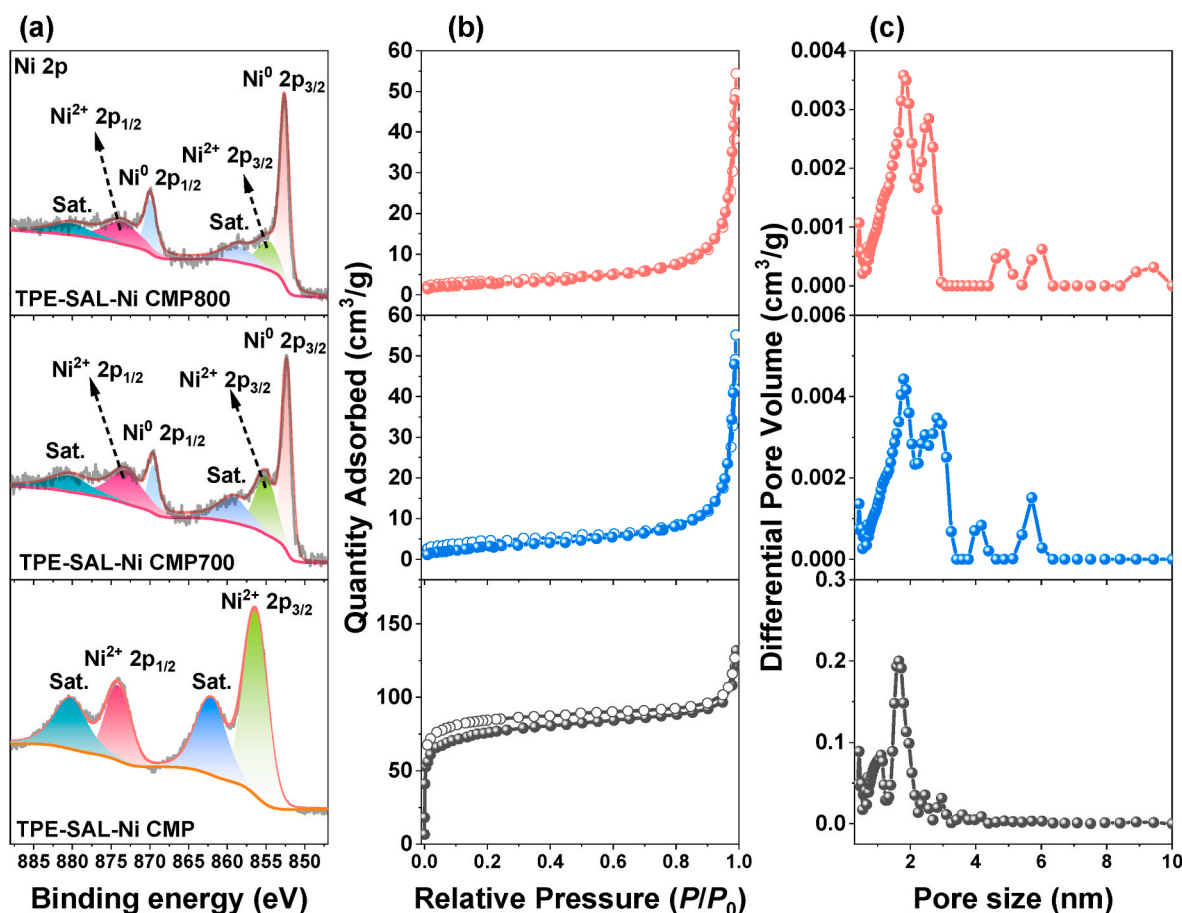 (a)
(b)
(c)
Ni 2p
Ni⁰ 2p₃/₂
Ni²⁺ 2p₁/₂
Ni²⁺ 2p₃/₂
Ni⁰ 2p₁/₂
Sat.
Sat.
TPE-SAL-Ni CMP800
Ni⁰ 2p₃/₂
Ni²⁺ 2p₁/₂
Ni²⁺ 2p₃/₂
Ni⁰ 2p₁/₂
Sat.
Sat.
TPE-SAL-Ni CMP700
Ni²⁺ 2p₃/₂
Ni²⁺ 2p₁/₂
Sat.
Sat.
TPE-SAL-Ni CMP
885 880 875 870 865 860 855 850
Binding energy (eV)
Quantity Adsorbed (cm³/g)
60
50
40
30
20
10
0
60
50
40
30
20
10
0
150
100
50
0
0.0 0.2 0.4 0.6 0.8 1.0
Relative Pressure (P/P₀)
Differential Pore Volume (cm³/g)
0.004
0.003
0.002
0.001
0.000
0.006
0.004
0.002
0.000
0.3
0.2
0.1
0.0
2 4 6 8 10
Pore size (nm)